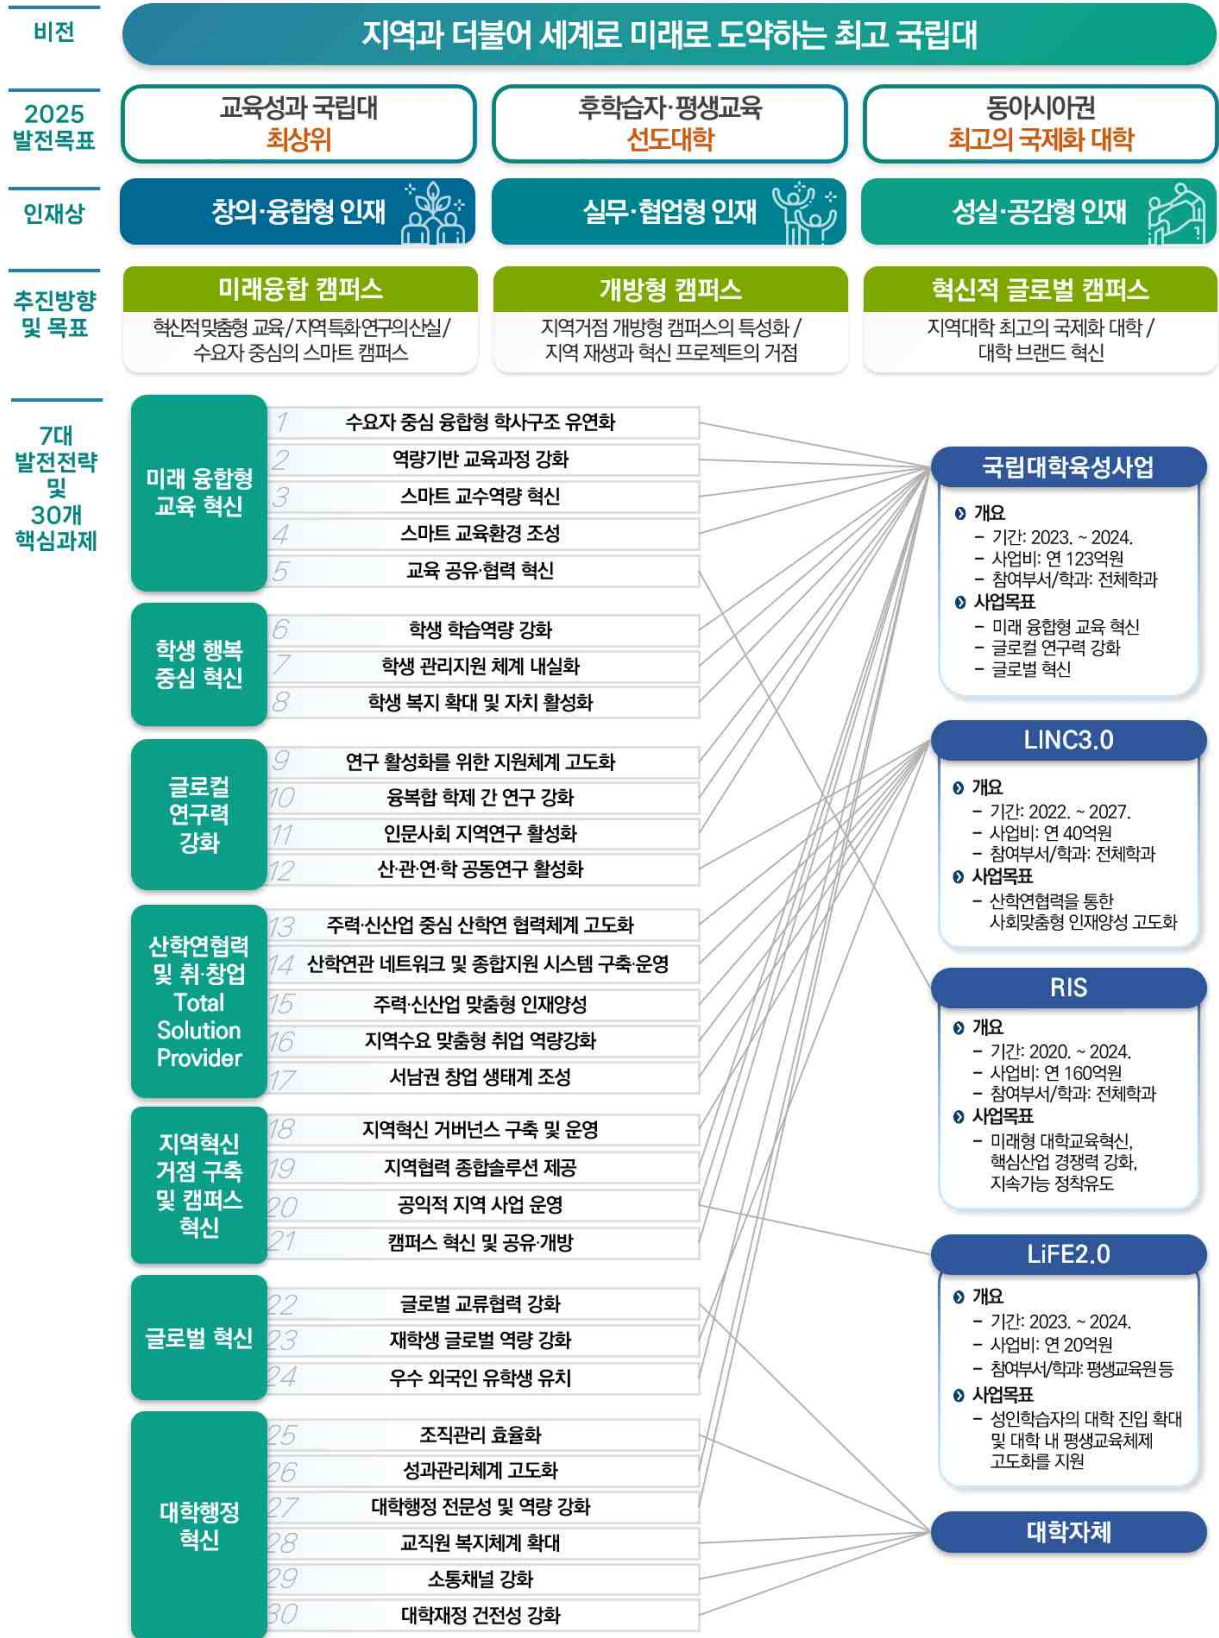 비전
지역과 더불어 세계로 미래로 도약하는 최고 국립대
2025
발전목표
교육성과 국립대
최상위
후학습자·평생교육
선도대학
동아시아권
최고의 국제화 대학
인재상
창의·융합형 인재
실무·협업형 인재
성실·공감형 인재
추진방향
및 목표
미래융합 캠퍼스
혁신적 맞춤형 교육 / 지역 특화 연구의 산실 /
수요자 중심의 스마트 캠퍼스
개방형 캠퍼스
지역거점 개방형 캠퍼스의 특성화 /
지역 재생과 혁신 프로젝트의 거점
혁신적 글로벌 캠퍼스
지역대학 최고의 국제화 대학 /
대학 브랜드 혁신
7대
발전전략
및
30개
핵심과제
미래 융합형
교육 혁신
1 수요자 중심 융합형 학사구조 유연화
2 역량기반 교육과정 강화
3 스마트 교수역량 혁신
4 스마트 교육환경 조성
5 교육 공유·협력 혁신
학생 행복
중심 혁신
6 학생 학습역량 강화
7 학생 관리지원 체계 내실화
8 학생 복지 확대 및 자치 활성화
글로컬
연구력
강화
9 연구 활성화를 위한 지원체계 고도화
10 융복합 학제 간 연구 강화
11 인문사회 지역연구 활성화
12 산·관·연·학 공동연구 활성화
산학연협력
및 취·창업
Total
Solution
Provider
13 주력·신산업 중심 산학연 협력체계 고도화
14 산학연관 네트워크 및 종합지원 시스템 구축·운영
15 주력·신산업 맞춤형 인재양성
16 지역수요 맞춤형 취업 역량강화
17 서남권 창업 생태계 조성
지역혁신
거점 구축
및 캠퍼스
혁신
18 지역혁신 거버넌스 구축 및 운영
19 지역협력 종합솔루션 제공
20 공익적 지역 사업 운영
21 캠퍼스 혁신 및 공유·개방
글로벌 혁신
22 글로벌 교류협력 강화
23 재학생 글로벌 역량 강화
24 우수 외국인 유학생 유치
대학행정
혁신
25 조직관리 효율화
26 성과관리체계 고도화
27 대학행정 전문성 및 역량 강화
28 교직원 복지체계 확대
29 소통채널 강화
30 대학재정 건전성 강화
국립대학육성사업
개요
– 기간: 2023. ~ 2024.
– 사업비: 연 123억원
– 참여부서/학과: 전체학과
사업목표
– 미래 융합형 교육 혁신
– 글로컬 연구력 강화
– 글로벌 혁신
LINC3.0
개요
– 기간: 2022. ~ 2027.
– 사업비: 연 40억원
– 참여부서/학과: 전체학과
사업목표
– 산학연협력을 통한
사회맞춤형 인재양성 고도화
RIS
개요
– 기간: 2020. ~ 2024.
– 사업비: 연 160억원
– 참여부서/학과: 전체학과
사업목표
– 미래형 대학교육혁신,
핵심산업 경쟁력 강화,
지속가능 정착유도
LiFE2.0
개요
– 기간: 2023. ~ 2024.
– 사업비: 연 20억원
– 참여부서/학과: 평생교육원 등
사업목표
– 성인학습자의 대학 진입 확대
및 대학 내 평생교육체제
고도화를 지원
대학자체